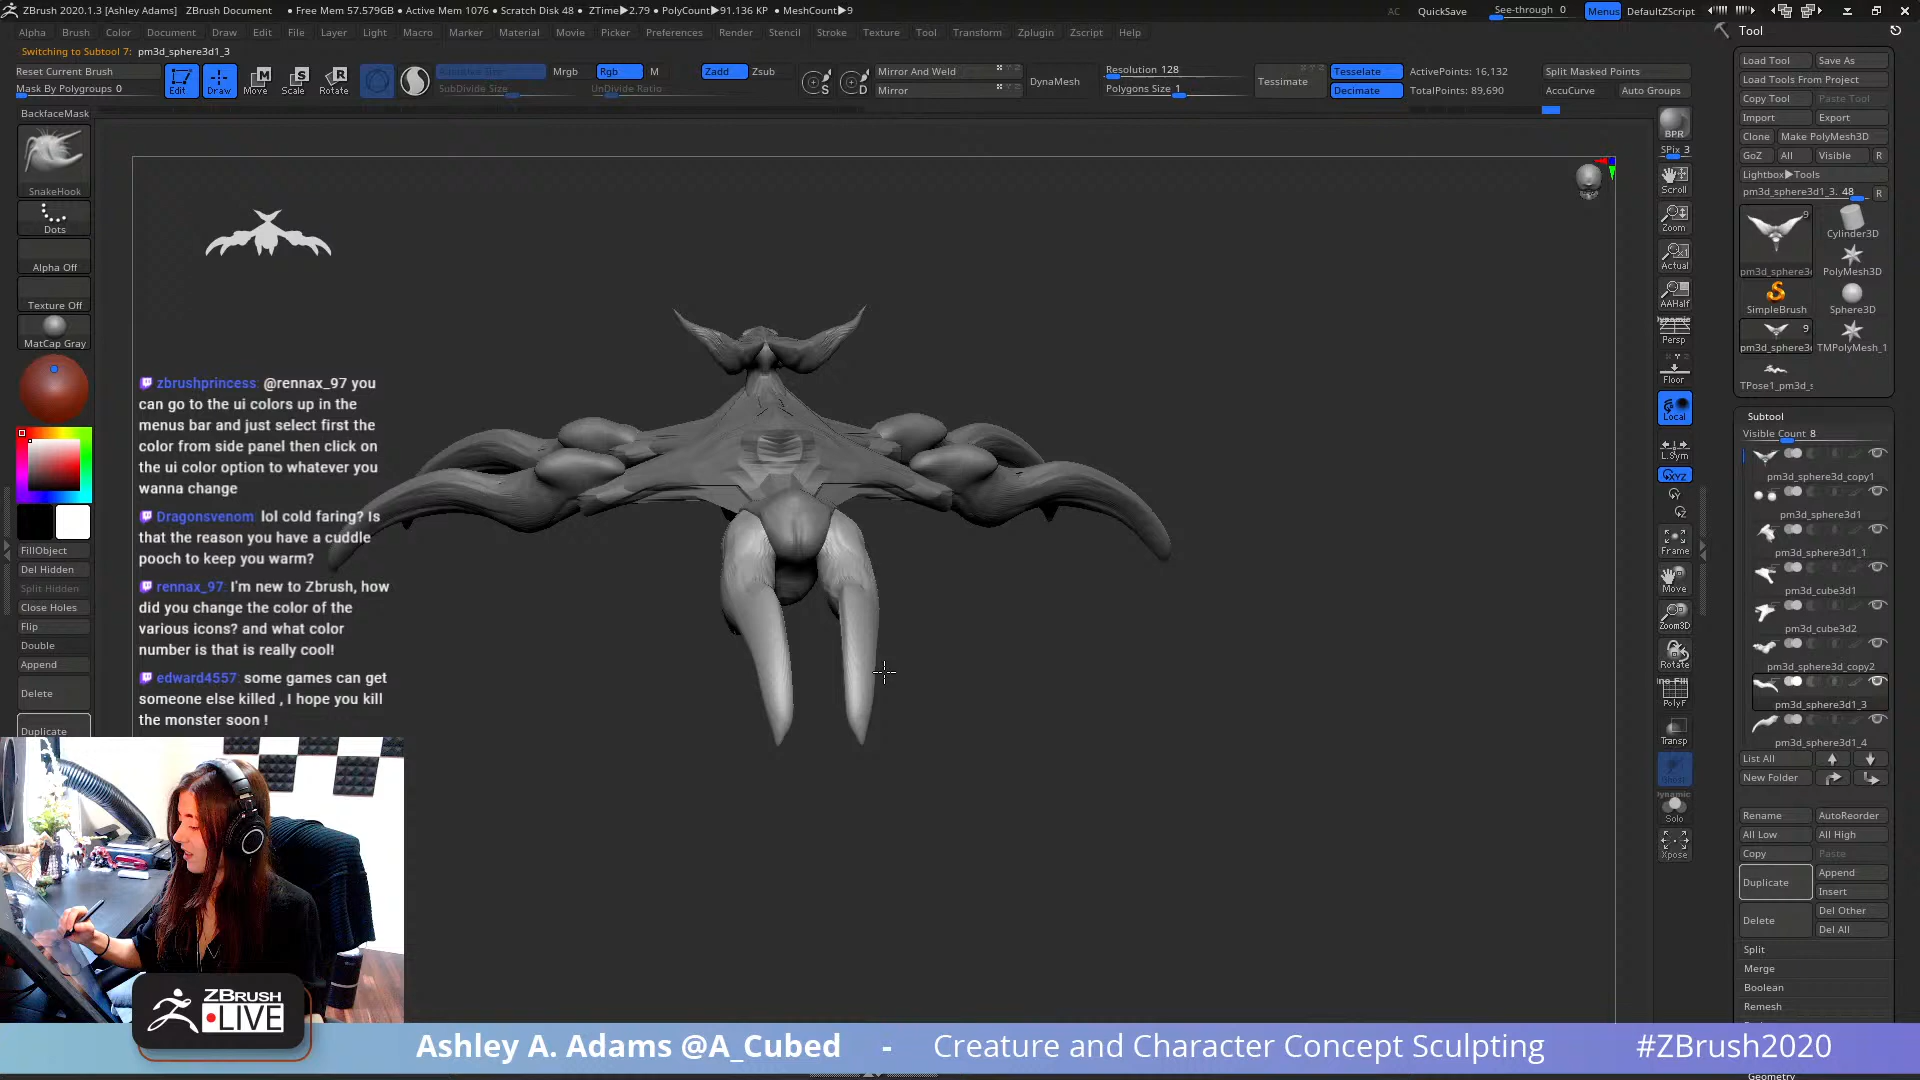 ZBrush 2020.1.3 [Ashley Adams] ZBrush Document • Free Mem 57.579GB • Active Mem 1076 • Scratch Disk 48 • ZTime▶2.79 • PolyCount▶91.136 KP • MeshCount▶9 AC QuickSave See-through 0 Menus DefaultZScript
Alpha Brush Color Document Draw Edit File Layer Light Macro Marker Material Movie Picker Preferences Render Stencil Stroke Texture Tool Transform Zplugin Zscript Help
Switching to Subtool 7: pm3d_sphere3d1_3
Reset Current Brush
Mask By Polygroups 0
BackfaceMask
Edit Draw Move Scale Rotate
SubDivide Size UnDivide Ratio
Mrgb Rgb M Zadd Zsub
Mirror And Weld
Mirror
DynaMesh
Resolution 128
Polygons Size 1
Tessimate
Tesselate
Decimate
ActivePoints: 16,132
TotalPoints: 89,690
Split Masked Points
AccuCurve Auto Groups
SnakeHook
Dots
Alpha Off
Texture Off
MatCap Gray
FillObject
Del Hidden
Split Hidden
Close Holes
Flip
Double
Append
Delete
Duplicate
zbrushprincess: @rennax_97 you
can go to the ui colors up in the
menus bar and just select first the
color from side panel then click on
the ui color option to whatever you
wanna change
Dragonsvenom: lol cold faring? Is
that the reason you have a cuddle
pooch to keep you warm?
rennax_97: I'm new to Zbrush, how
did you change the color of the
various icons? and what color
number is that is really cool!
edward4557: some games can get
someone else killed , I hope you kill
the monster soon !
BPR
SPix 3
Scroll
Zoom
Actual
AAHalf
Dynamic
Persp
Floor
Local
L.Sym
Frame
Move
Zoom3D
Rotate
PolyF
Transp
Ghost
Dynamic
Solo
Xpose
Tool
Load Tool Save As
Load Tools From Project
Copy Tool Paste Tool
Import Export
Clone Make PolyMesh3D
GoZ All Visible R
Lightbox▶Tools
pm3d_sphere3d1_3. 48 R
9
pm3d_sphere3 Cylinder3D
PolyMesh3D
SimpleBrush Sphere3D
9
pm3d_sphere3 TMPolyMesh_1
TPose1_pm3d_s
Subtool
Visible Count 8
pm3d_sphere3d_copy1
pm3d_sphere3d1
pm3d_sphere3d1_1
pm3d_cube3d1
pm3d_cube3d2
pm3d_sphere3d_copy2
pm3d_sphere3d1_3
pm3d_sphere3d1_4
List All
New Folder
Rename AutoReorder
All Low All High
Copy Paste
Duplicate Append
Insert
Delete Del Other
Del All
Split
Merge
Boolean
Remesh
Geometry
ZBRUSH
LIVE
Ashley A. Adams @A_Cubed - Creature and Character Concept Sculpting #ZBrush2020